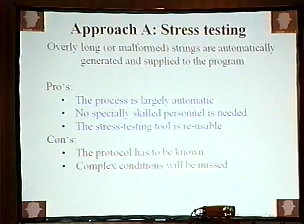 Approach A: Stress testing
Overly long (or malformed) strings are automatically
generated and supplied to the program
Pro's:
• The process is largely automatic
• No specially skilled personnel is needed
• The stress-testing tool is re-usable
Con's:
• The protocol has to be known
• Complex conditions will be missed